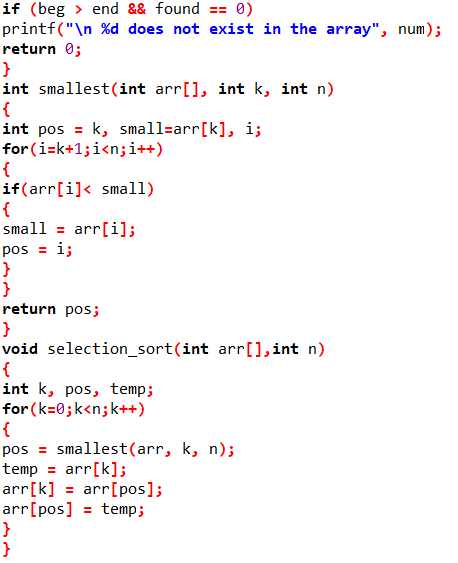 if (beg > end && found == 0)
printf("\n %d does not exist in the array", num);
return 0;
}
int smallest(int arr[], int k, int n)
{
int pos = k, small=arr[k], i;
for(i=k+1;i<n;i++)
{
if(arr[i]< small)
{
small = arr[i];
pos = i;
}
}
return pos;
}
void selection_sort(int arr[],int n)
{
int k, pos, temp;
for(k=0;k<n;k++)
{
pos = smallest(arr, k, n);
temp = arr[k];
arr[k] = arr[pos];
arr[pos] = temp;
}
}